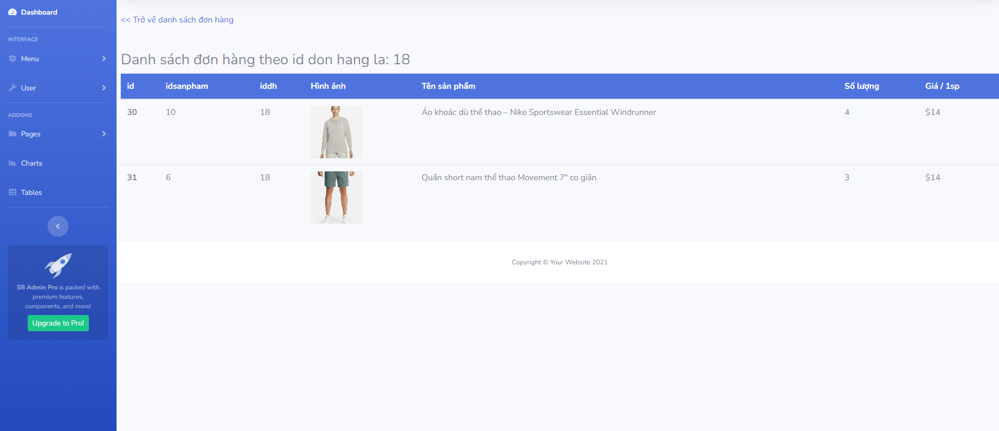 Dashboard
INTERFACE
Menu
User
ADDONS
Pages
Charts
Tables
SB Admin Pro is packed with
premium features,
components, and more!
Upgrade to Pro!
<< Trở về danh sách đơn hàng
Danh sách đơn hàng theo id don hang la: 18
id idsanpham iddh Hình ảnh Tên sản phẩm Số lượng Giá / 1sp
30 10 18 Áo khoác dù thể thao – Nike Sportswear Essential Windrunner 4 $14
31 6 18 Quần short nam thể thao Movement 7" co giãn 3 $14
Copyright © Your Website 2021